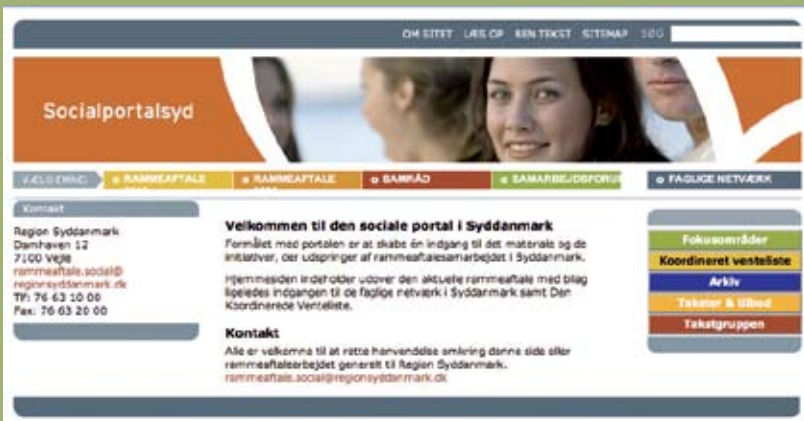 OM SITET LÆS OP REN TEKST SITEMAP SØG
Socialportalsyd
VÆLG EMNE: RAMMEAFTALE RAMMEAFTALE SAMRÅD SAMARBEJDSFORUM FAGLIGE NETVÆRK
Kontakt
Region Syddanmark
Damhaven 12
7100 Vejle
rammeaftale.social@
regionsyddanmark.dk
Tlf: 76 63 10 00
Fax: 76 63 20 00
Velkommen til den sociale portal i Syddanmark
Formålet med portalen er at skabe én indgang til det materiale og de
initiativer, der udspringer af rammeaftalesamarbejdet i Syddanmark.
Hjemmesiden indeholder udover den aktuelle rammeaftale med bilag
ligeledes indgangen til de faglige netværk i Syddanmark samt Den
Koordinerede Venteliste.
Kontakt
Alle er velkomne til at rette henvendelse omkring denne side eller
rammeaftalearbejdet generelt til Region Syddanmark.
rammeaftale.social@regionsyddanmark.dk
Fokusområder
Koordineret venteliste
Arkiv
Takster & tilbud
Takstgruppen